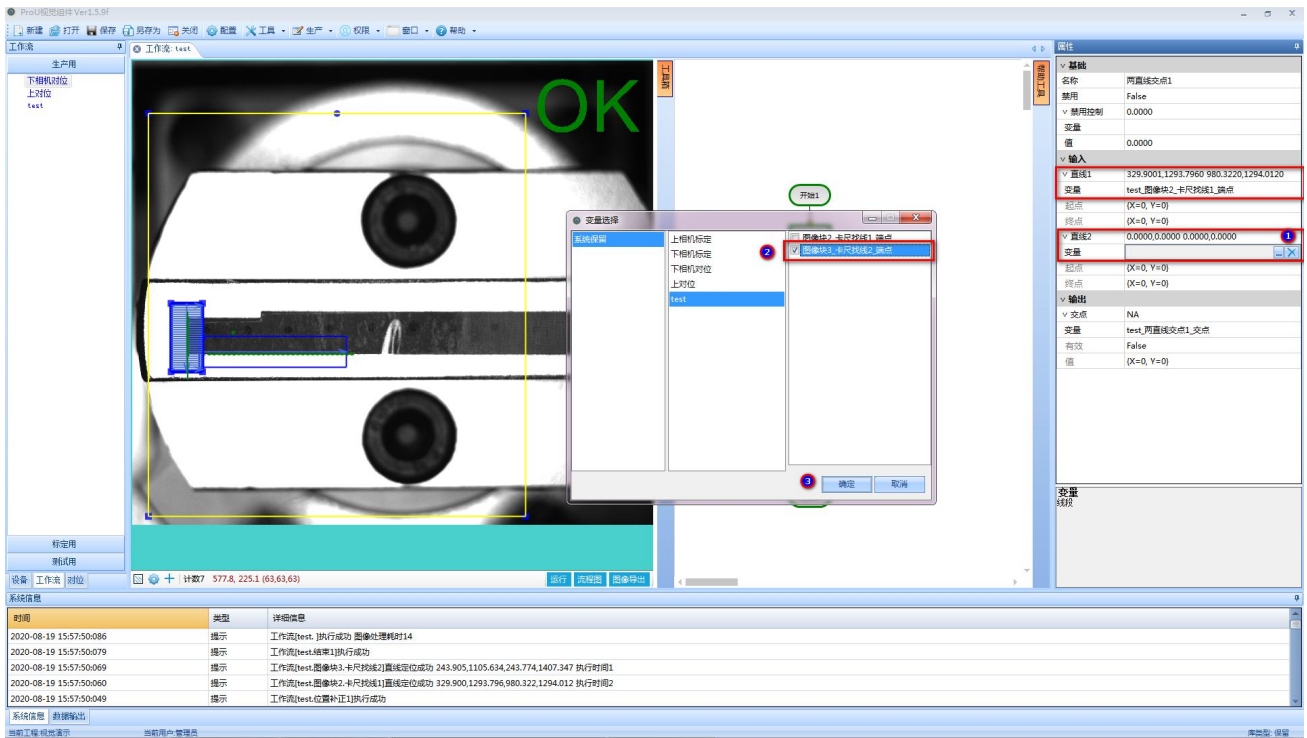 ProU视觉组件 Ver1.5.9f
新建 打开 保存 另存为 关闭 配置 工具 生产 权限 窗口 帮助
工作流
生产用
下相机对位
上对位
test
标定用
测试用
设备 工作流 对位
工作流: test
OK
工具箱
计数7 577.8, 225.1 (63,63,63)
运行 流程图 图像导出
开始1
帮助工具
变量选择
系统保留
上相机标定
下相机标定
下相机对位
上对位
test
图像块2_卡尺找线1_端点
2
图像块3_卡尺找线2_端点
3
确定 取消
属性
基础
名称 两直线交点1
禁用 False
禁用控制 0.0000
变量
值 0.0000
输入
直线1 329.9001,1293.7960 980.3220,1294.0120
变量 test_图像块2_卡尺找线1_端点
起点 {X=0, Y=0}
终点 {X=0, Y=0}
直线2 0.0000,0.0000 0.0000,0.0000 1
变量
起点 {X=0, Y=0}
终点 {X=0, Y=0}
输出
交点 NA
变量 test_两直线交点1_交点
有效 False
值 {X=0, Y=0}
变量
线段
系统信息
时间 类型 详细信息
2020-08-19 15:57:50:086 提示 工作流[test. ]执行成功 图像处理耗时14
2020-08-19 15:57:50:079 提示 工作流[test.结束1]执行成功
2020-08-19 15:57:50:069 提示 工作流[test.图像块3.卡尺找线2]直线定位成功 243.905,1105.634,243.774,1407.347 执行时间1
2020-08-19 15:57:50:060 提示 工作流[test.图像块2.卡尺找线1]直线定位成功 329.900,1293.796,980.322,1294.012 执行时间2
2020-08-19 15:57:50:049 提示 工作流[test.位置补正1]执行成功
系统信息 数据输出
当前工程:视觉演示 当前用户:管理员 库类型: 保留